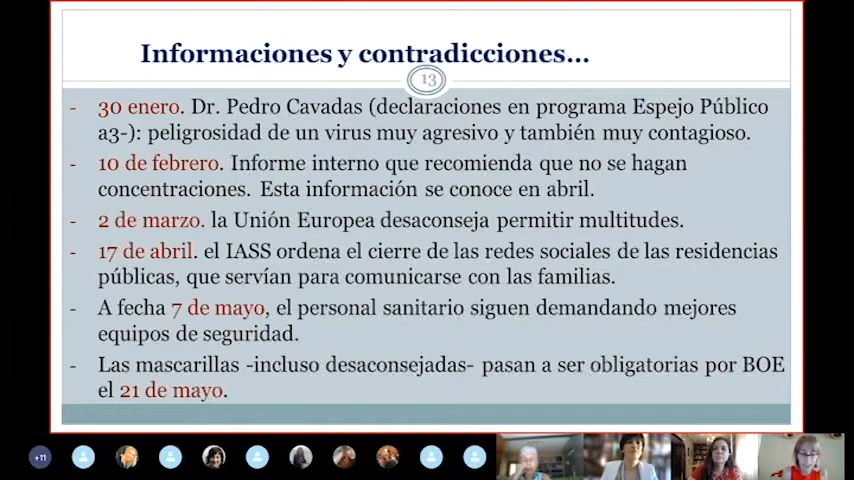 Informaciones y contradicciones...
13
- 30 enero. Dr. Pedro Cavadas (declaraciones en programa Espejo Público
a3-): peligrosidad de un virus muy agresivo y también muy contagioso.
- 10 de febrero. Informe interno que recomienda que no se hagan
concentraciones. Esta información se conoce en abril.
- 2 de marzo. la Unión Europea desaconseja permitir multitudes.
- 17 de abril. el IASS ordena el cierre de las redes sociales de las residencias
públicas, que servían para comunicarse con las familias.
- A fecha 7 de mayo, el personal sanitario siguen demandando mejores
equipos de seguridad.
- Las mascarillas -incluso desaconsejadas- pasan a ser obligatorias por BOE
el 21 de mayo.
+11